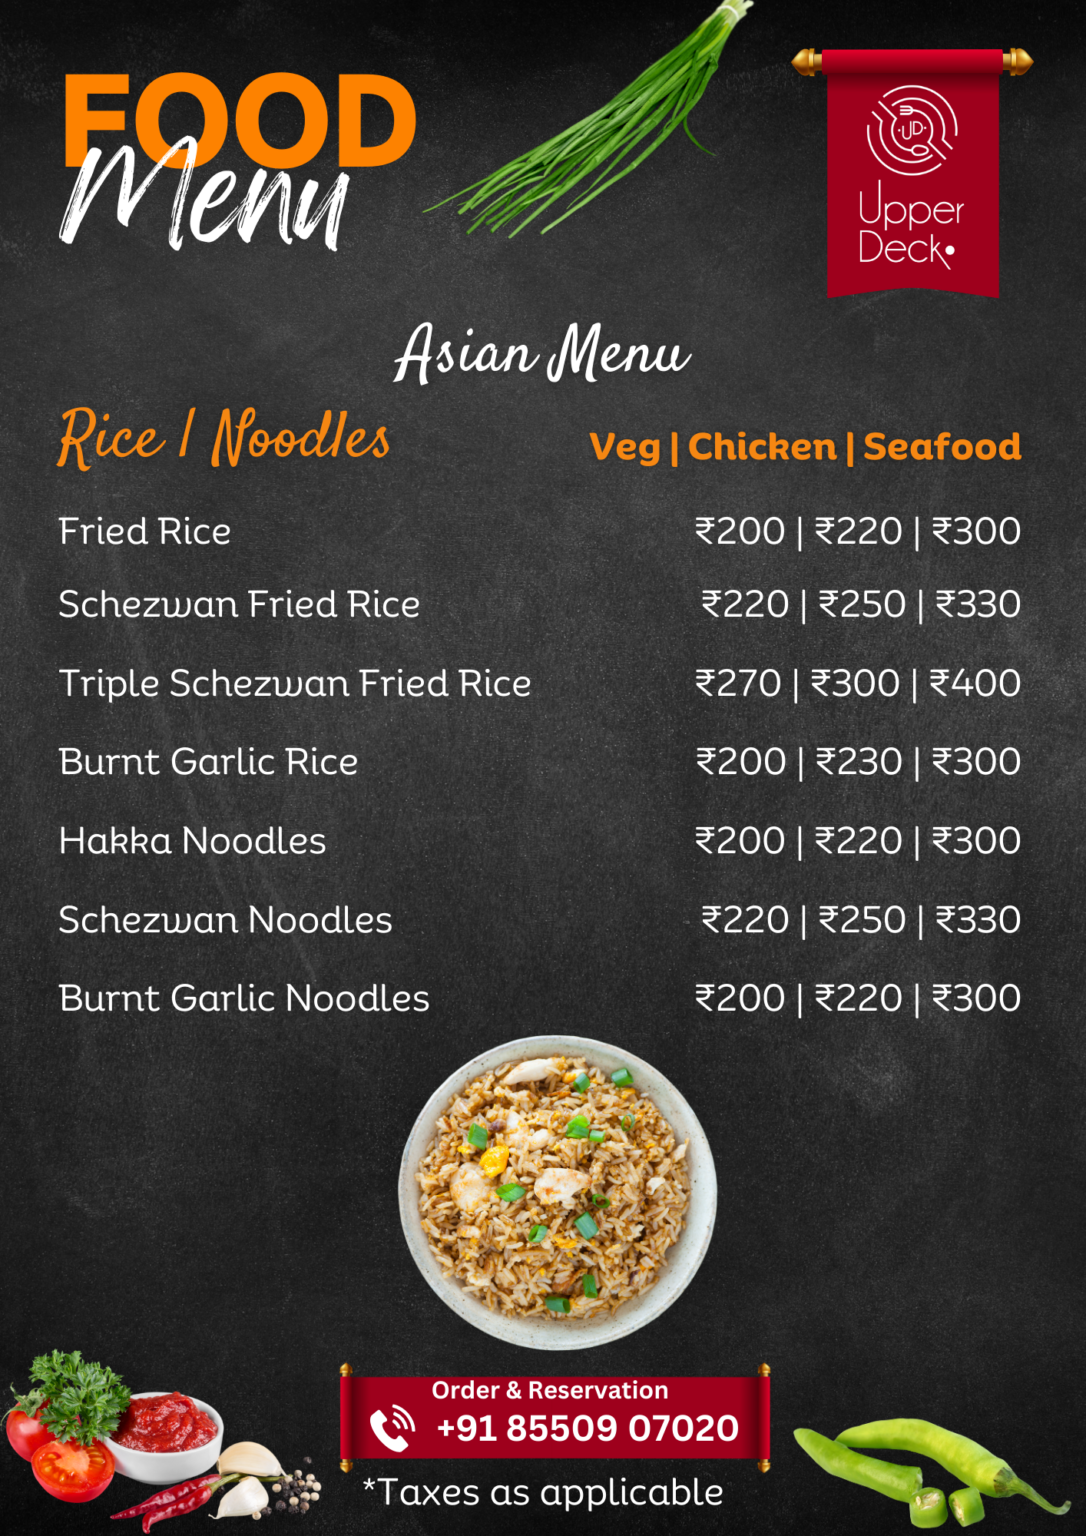 FOOD
Menu
UD
Upper
Deck
Asian Menu
Rice / Noodles Veg | Chicken | Seafood
Fried Rice ₹200 | ₹220 | ₹300
Schezwan Fried Rice ₹220 | ₹250 | ₹330
Triple Schezwan Fried Rice ₹270 | ₹300 | ₹400
Burnt Garlic Rice ₹200 | ₹230 | ₹300
Hakka Noodles ₹200 | ₹220 | ₹300
Schezwan Noodles ₹220 | ₹250 | ₹330
Burnt Garlic Noodles ₹200 | ₹220 | ₹300
Order & Reservation
+91 85509 07020
*Taxes as applicable